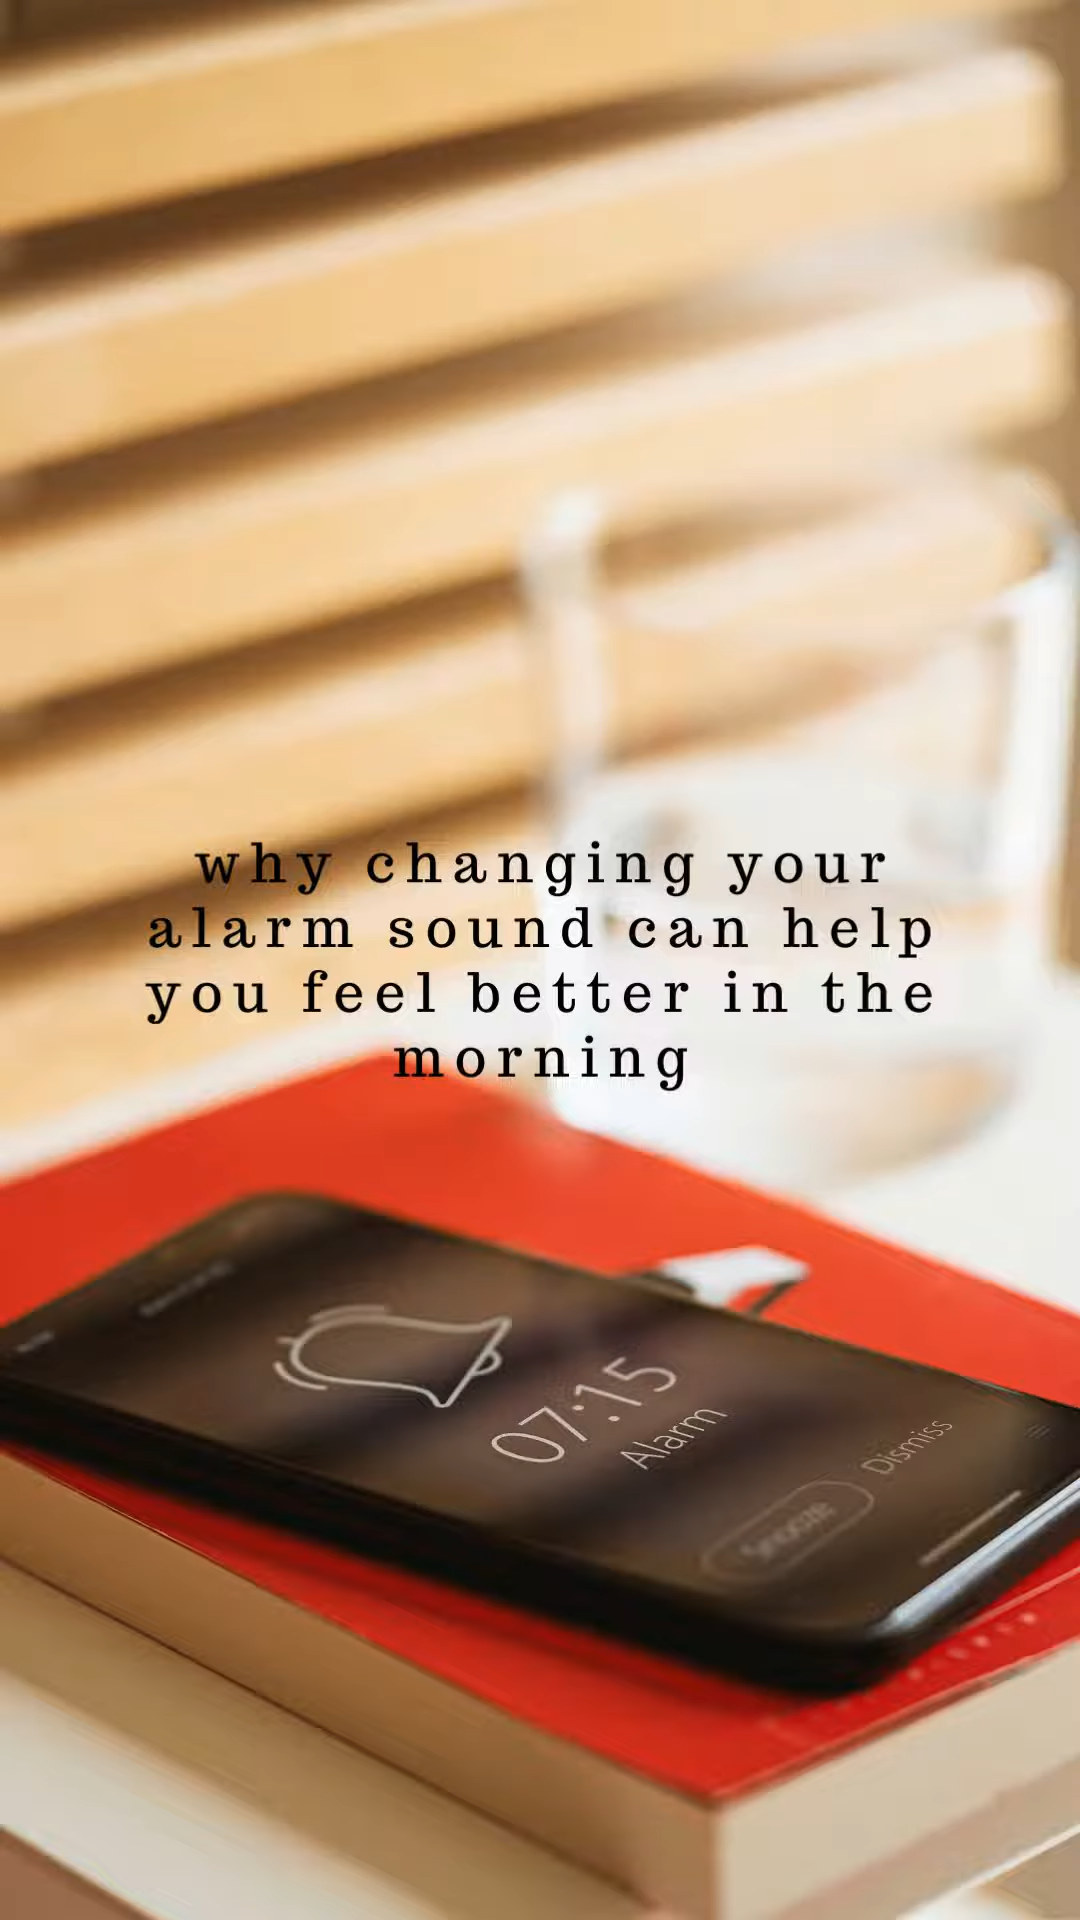 why changing your
alarm sound can help
you feel better in the
morning
07:15
Alarm
Snooze
Dismiss